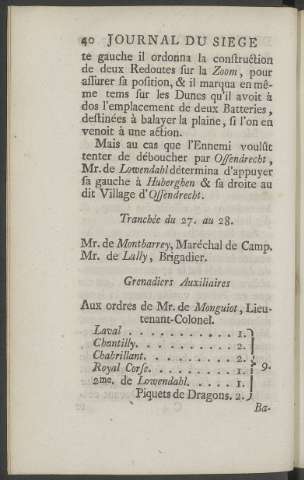 40 JOURNAL DU SIEGE
te gauche il ordonna la construction
de deux Redoutes sur la Zoom, pour
assurer sa position, & il marqua en mê-
me tems sur les Dunes qu'il avoit à
dos l'emplacement de deux Batteries,
destinées à balayer la plaine, si l'on en
venoit à une action.
Mais au cas que l'Ennemi voulsît
tenter de déboucher par Ossendrecht,
Mr. de Lowendahl détermina d'appuyer
sa gauche à Huberghen & sa droite au
dit Village d'Ossendrecht.
Tranchée du 27. au 28.
Mr. de Montbarrey, Maréchal de Camp.
Mr. de Lally, Brigadier.
Grenadiers Auxiliaires
Aux ordres de Mr. de Monguiot, Lieu-
tenant-Colonel.
Laval . . . . . . . . . . . 1.
Chantilly. . . . . . . . . . 2.
Chabrillant. . . . . . . . . 2.
Royal Corse. . . . . . . . . 1. 9.
2me. de Lowendahl. . . . . 1.
Piquets de Dragons. 2.
Ba-